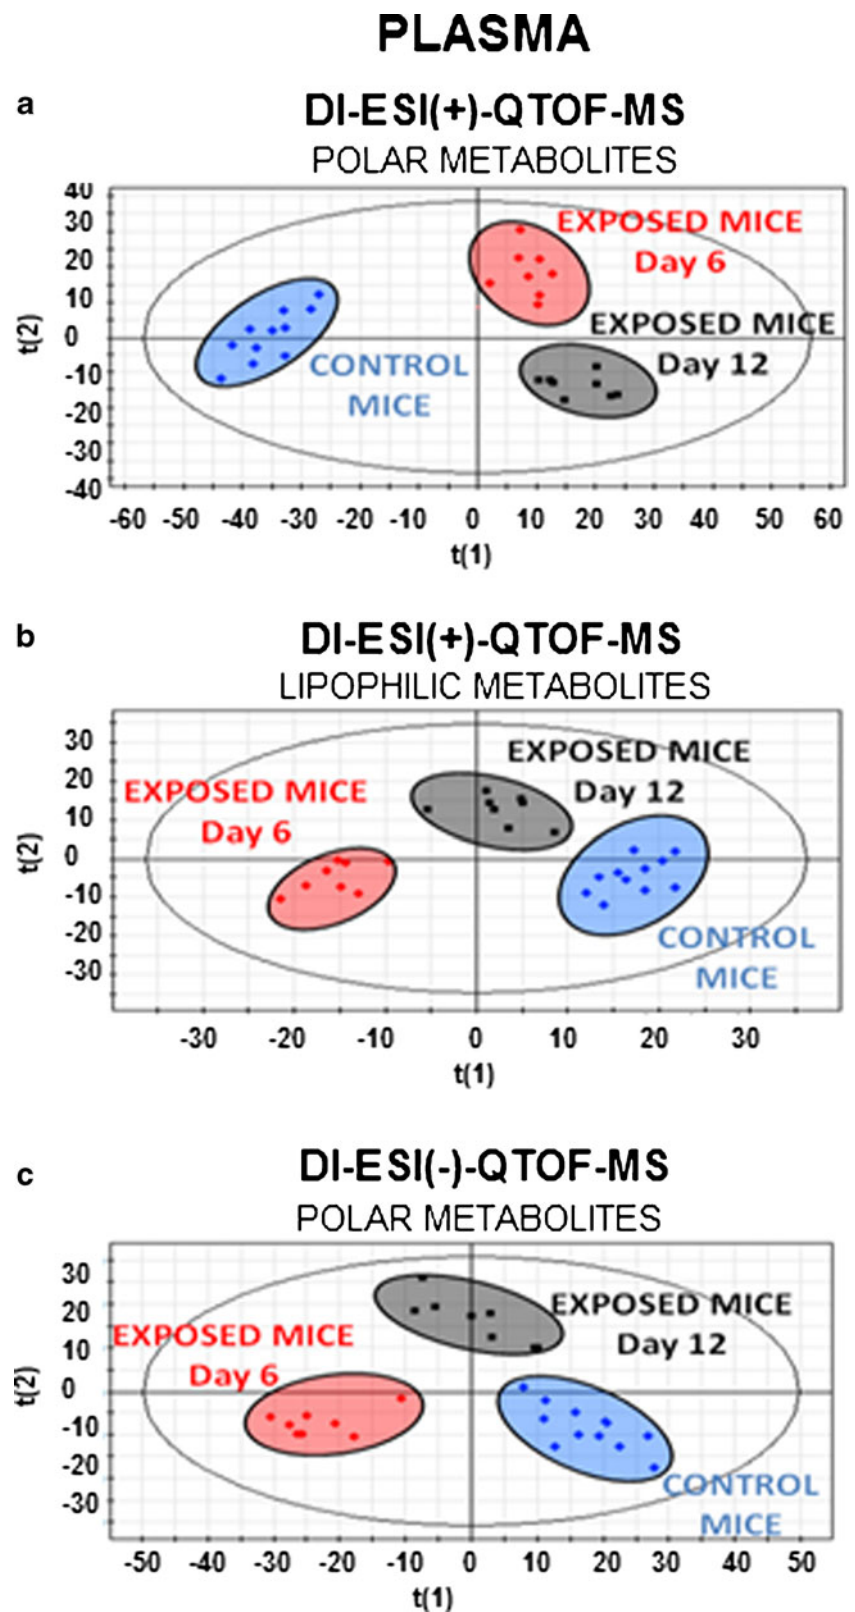 PLASMA
a
DI-ESI(+)-QTOF-MS
POLAR METABOLITES
40
30
20
10
0
-10
-20
-30
-40
t(2)
EXPOSED MICE
Day 6
EXPOSED MICE
Day 12
CONTROL
MICE
-60 -50 -40 -30 -20 -10 0 10 20 30 40 50 60
t(1)
b
DI-ESI(+)-QTOF-MS
LIPOPHILIC METABOLITES
30
20
10
0
-10
-20
-30
t(2)
EXPOSED MICE
Day 12
EXPOSED MICE
Day 6
CONTROL
MICE
-30 -20 -10 0 10 20 30
t(1)
c
DI-ESI(-)-QTOF-MS
POLAR METABOLITES
30
20
10
0
-10
-20
-30
t(2)
EXPOSED MICE
Day 12
EXPOSED MICE
Day 6
CONTROL
MICE
-50 -40 -30 -20 -10 0 10 20 30 40 50
t(1)